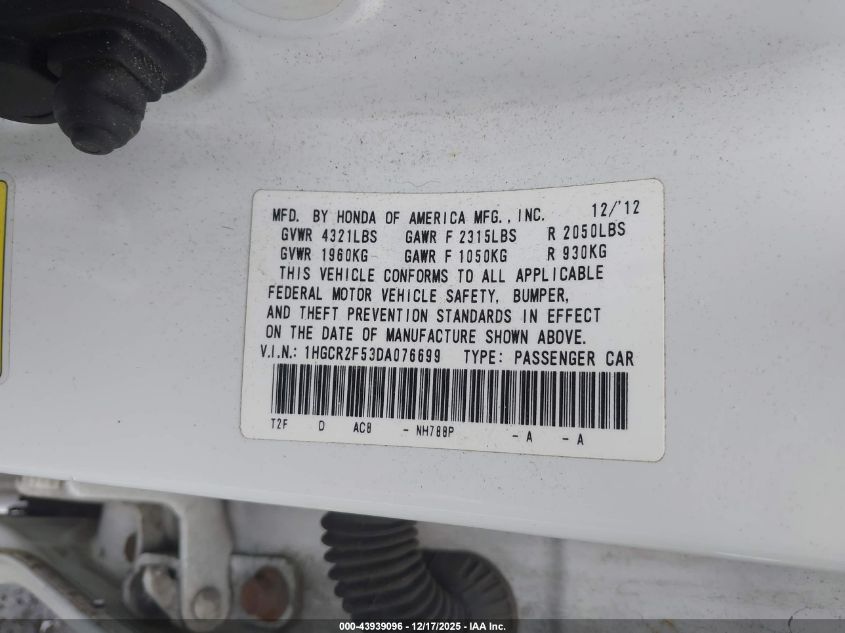 MFD. BY HONDA OF AMERICA MFG., INC. 12/'12
GVWR 4321LBS GAWR F 2315LBS R 2050LBS
GVWR 1960KG GAWR F 1050KG R 930KG
THIS VEHICLE CONFORMS TO ALL APPLICABLE
FEDERAL MOTOR VEHICLE SAFETY, BUMPER,
AND THEFT PREVENTION STANDARDS IN EFFECT
ON THE DATE OF MANUFACTURE SHOWN ABOVE.
V.I.N.: 1HGCR2F53DA076699 TYPE: PASSENGER CAR
T2F D AC8 - NH788P - A - A
000-43939096 - 12/17/2025 - IAA Inc.